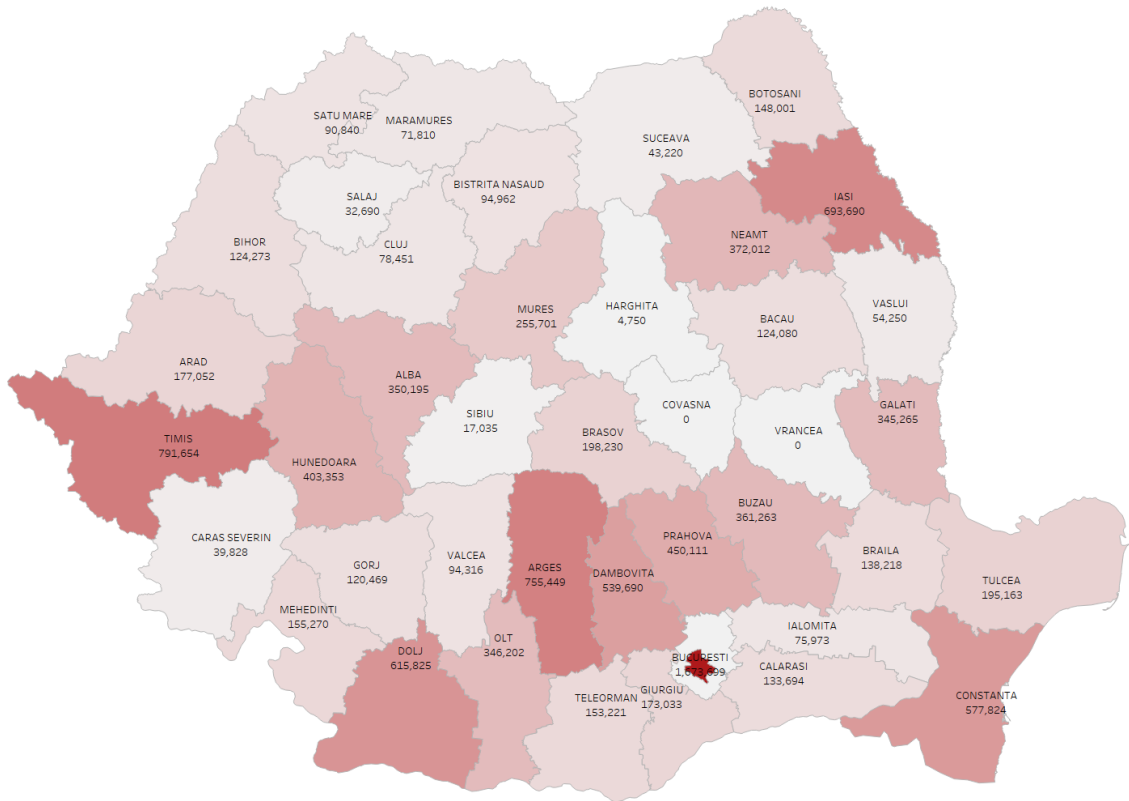 BOTOSANI
148,001
SATU MARE
90,840
MARAMURES
71,810
SUCEAVA
43,220
BISTRITA NASAUD
94,962
SALAJ
32,690
IASI
693,690
NEAMT
372,012
BIHOR
124,273
CLUJ
78,451
MURES
255,701
HARGHITA
4,750
BACAU
124,080
VASLUI
54,250
ARAD
177,052
ALBA
350,195
SIBIU
17,035
BRASOV
198,230
COVASNA
0
VRANCEA
0
GALATI
345,265
TIMIS
791,654
HUNEDOARA
403,353
CARAS SEVERIN
39,828
GORJ
120,469
VALCEA
94,316
ARGES
755,449
DAMBOVITA
539,690
PRAHOVA
450,111
BUZAU
361,263
BRAILA
138,218
TULCEA
195,163
MEHEDINTI
155,270
DOLJ
615,825
OLT
346,202
TELEORMAN
153,221
GIURGIU
173,033
BUCURESTI
1,673,699
IALOMITA
75,973
CALARASI
133,694
CONSTANTA
577,824